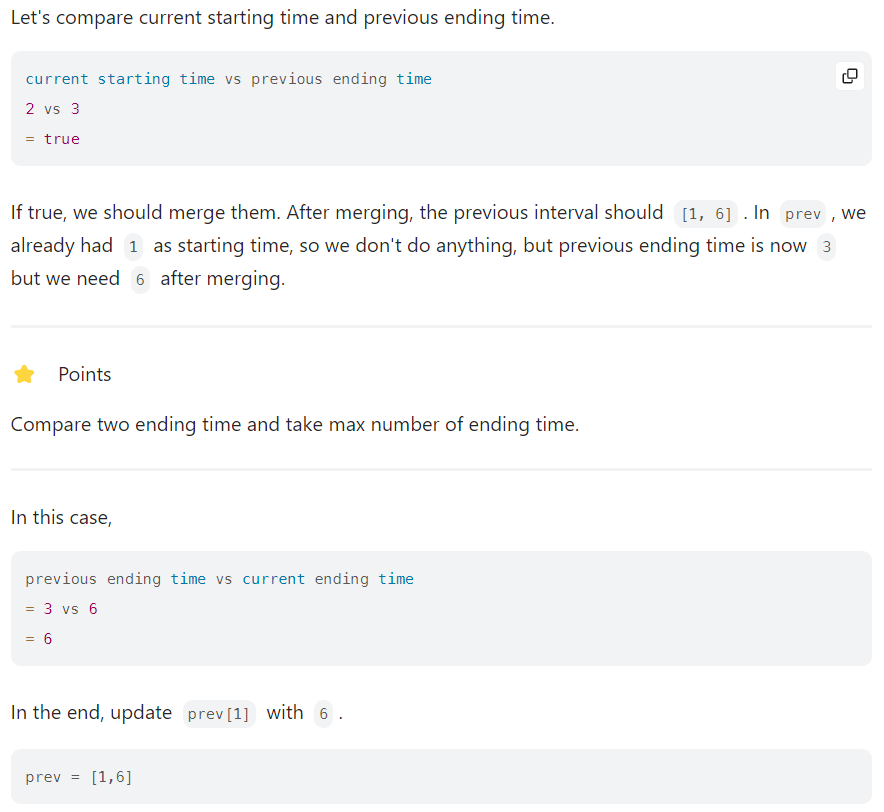 Let's compare current starting time and previous ending time.
current starting time vs previous ending time
2 vs 3
= true
If true, we should merge them. After merging, the previous interval should [1, 6] . In prev , we
already had 1 as starting time, so we don't do anything, but previous ending time is now 3
but we need 6 after merging.
Points
Compare two ending time and take max number of ending time.
In this case,
previous ending time vs current ending time
= 3 vs 6
= 6
In the end, update prev[1] with 6 .
prev = [1,6]